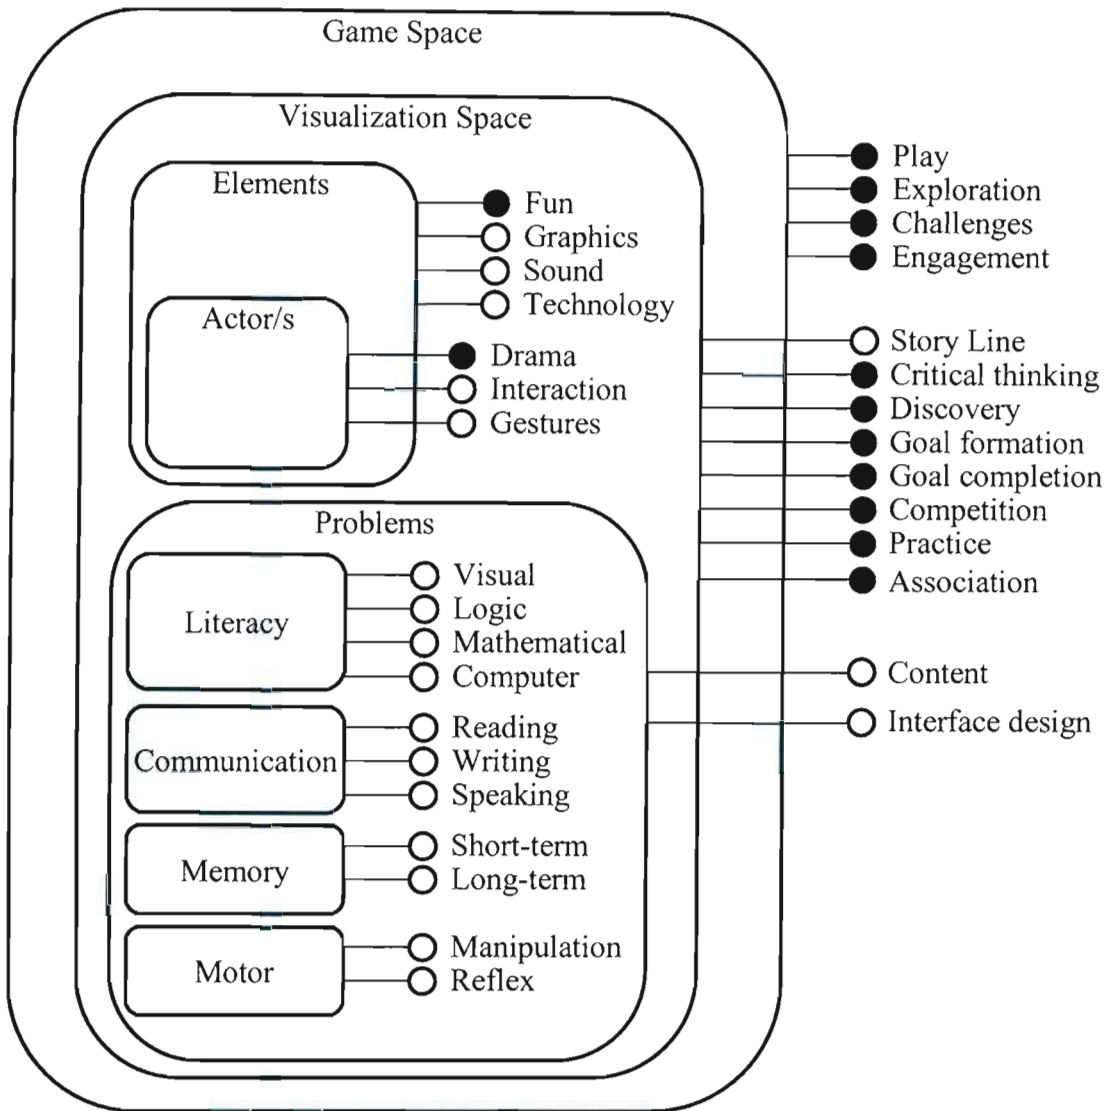 Game Space
Visualization Space
Elements
Fun
Graphics
Sound
Technology
Actor/s
Drama
Interaction
Gestures
Play
Exploration
Challenges
Engagement
Story Line
Critical thinking
Discovery
Goal formation
Goal completion
Competition
Practice
Association
Problems
Literacy
Visual
Logic
Mathematical
Computer
Communication
Reading
Writing
Speaking
Memory
Short-term
Long-term
Motor
Manipulation
Reflex
Content
Interface design